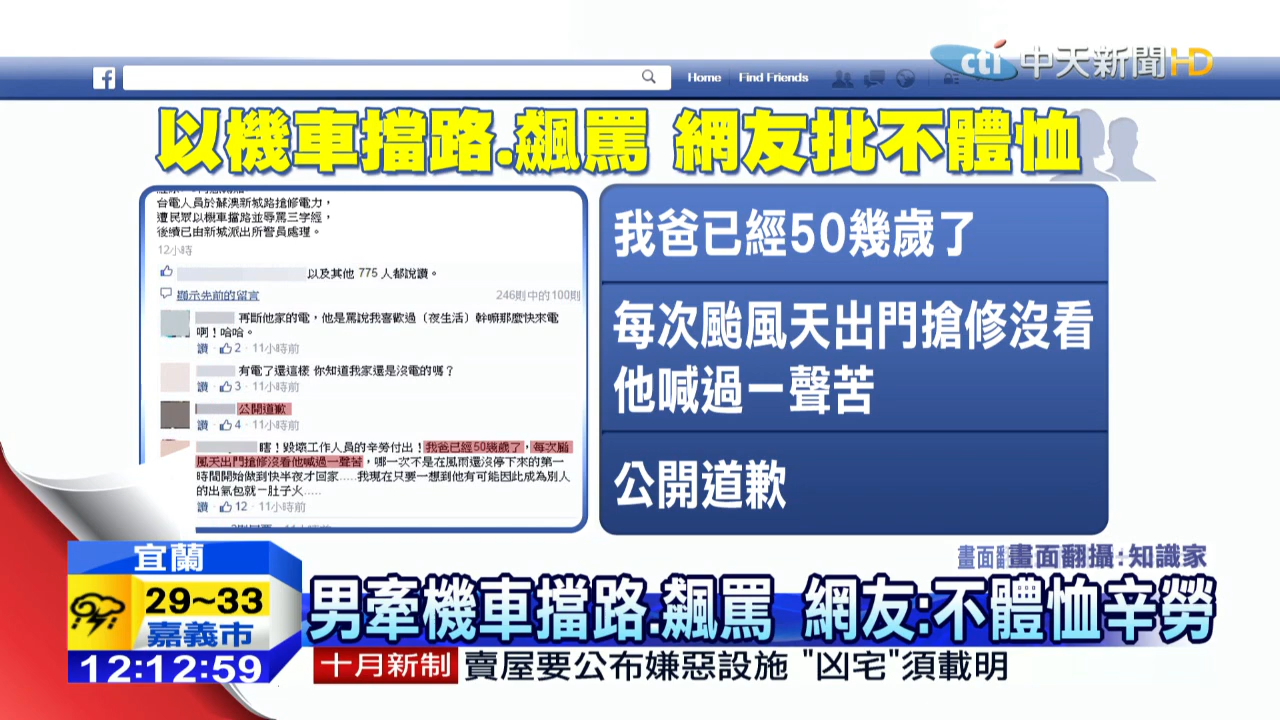 Home Find Friends
cti 中天新聞HD
以機車擋路.飆罵 網友批不體恤
台電人員於蘇澳新城路搶修電力，
遭民眾以機車擋路並辱罵三字經，
後續已由新城派出所警員處理。
12小時
以及其他 775 人都說讚。
顯示先前的留言
246則中的100則
再斷他家的電，他是罵說我喜歡過（夜生活）幹嘛那麼快來電
啊！哈哈。
讚 · 2 · 11小時前
有電了還這樣 你知道我家還是沒電的嗎？
讚 · 3 · 11小時前
公開道歉
讚 · 4 · 11小時前
瞎！毀壞工作人員的辛勞付出！我爸已經50幾歲了，每次颱
風天出門搶修沒看他喊過一聲苦，哪一次不是在風雨還沒停下來的第一
時間開始做到快半夜才回家.....我現在只要一想到他有可能因此成為別人
的出氣包就一肚子火.....
讚 · 12 · 11小時前
我爸已經50幾歲了
每次颱風天出門搶修沒看
他喊過一聲苦
公開道歉
畫面翻攝:知識家
宜蘭
29~33
嘉義市
12:12:59
男牽機車擋路.飆罵 網友:不體恤辛勞
十月新制 賣屋要公布嫌惡設施 "凶宅"須載明